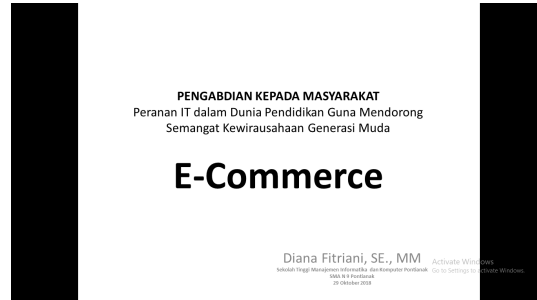 PENGABDIAN KEPADA MASYARAKAT
Peranan IT dalam Dunia Pendidikan Guna Mendorong
Semangat Kewirausahaan Generasi Muda
E-Commerce
Diana Fitriani, SE., MM
Sekolah Tinggi Manajemen Informatika dan Komputer Pontianak
SMA N 9 Pontianak
20 Oktober 2018
Activate Windows
Go to Settings to activate Windows.